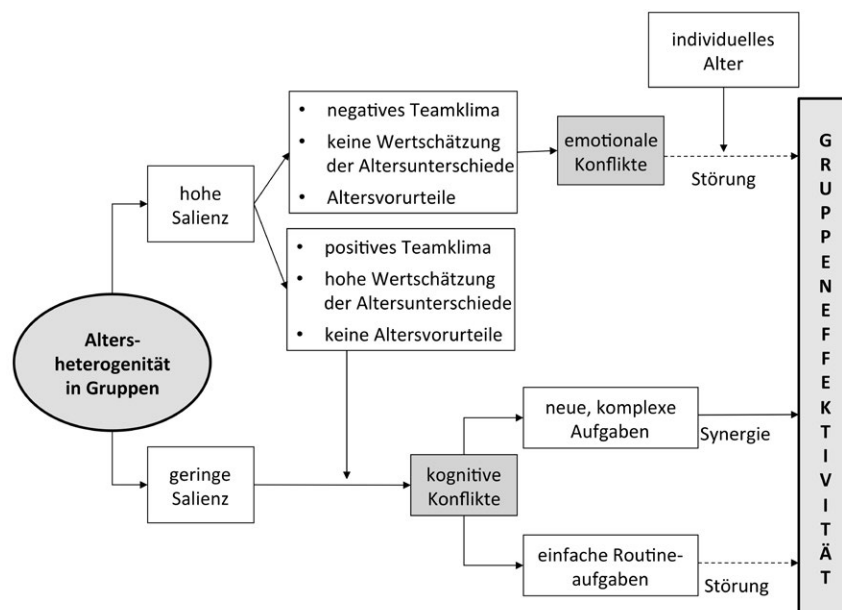 individuelles
Alter
• negatives Teamklima
• keine Wertschätzung
der Altersunterschiede
• Altersvorurteile
emotionale
Konflikte
Störung
hohe
Salienz
• positives Teamklima
• hohe Wertschätzung
der Altersunterschiede
• keine Altersvorurteile
Alters-
heterogenität
in Gruppen
neue, komplexe
Aufgaben
Synergie
geringe
Salienz
kognitive
Konflikte
einfache Routine-
aufgaben
Störung
GRUPPENEFFEKTIVITÄT